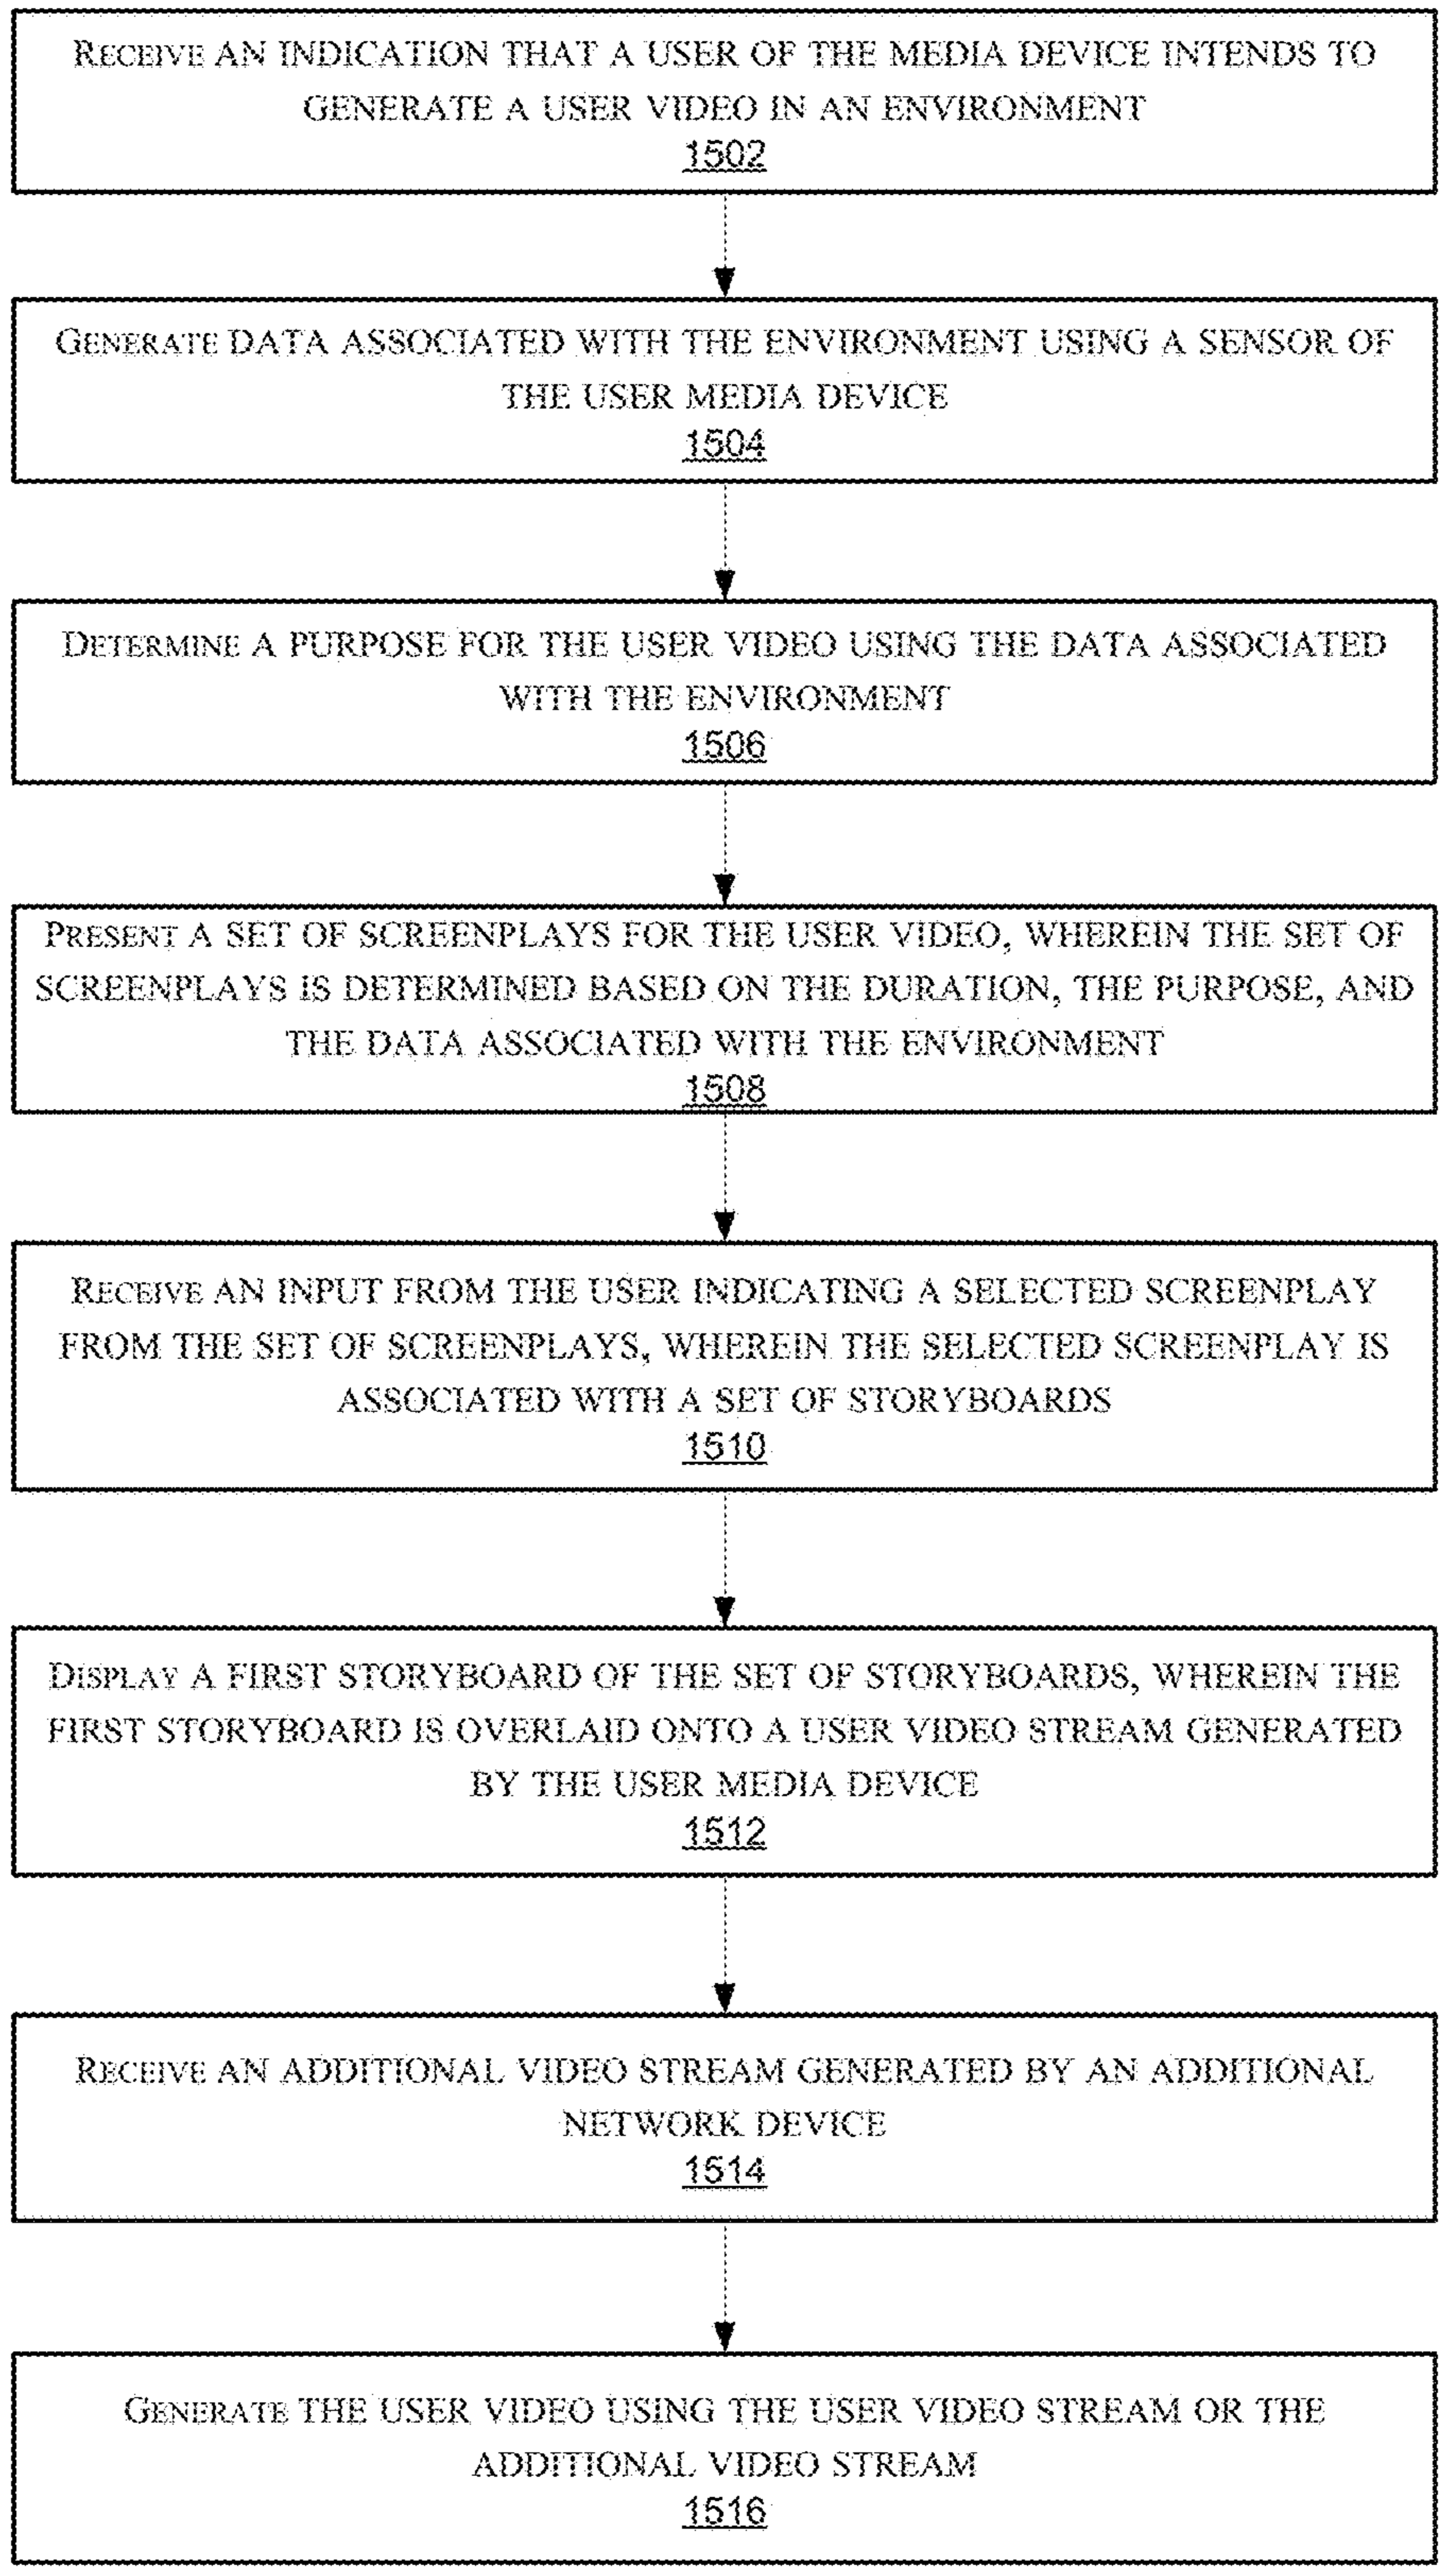 RECEIVE AN INDICATION THAT A USER OF THE MEDIA DEVICE INTENDS TO
GENERATE A USER VIDEO IN AN ENVIRONMENT
1502
GENERATE DATA ASSOCIATED WITH THE ENVIRONMENT USING A SENSOR OF
THE USER MEDIA DEVICE
1504
DETERMINE A PURPOSE FOR THE USER VIDEO USING THE DATA ASSOCIATED
WITH THE ENVIRONMENT
1506
PRESENT A SET OF SCREENPLAYS FOR THE USER VIDEO, WHEREIN THE SET OF
SCREENPLAYS IS DETERMINED BASED ON THE DURATION, THE PURPOSE, AND
THE DATA ASSOCIATED WITH THE ENVIRONMENT
1508
RECEIVE AN INPUT FROM THE USER INDICATING A SELECTED SCREENPLAY
FROM THE SET OF SCREENPLAYS, WHEREIN THE SELECTED SCREENPLAY IS
ASSOCIATED WITH A SET OF STORYBOARDS
1510
DISPLAY A FIRST STORYBOARD OF THE SET OF STORYBOARDS, WHEREIN THE
FIRST STORYBOARD IS OVERLAID ONTO A USER VIDEO STREAM GENERATED
BY THE USER MEDIA DEVICE
1512
RECEIVE AN ADDITIONAL VIDEO STREAM GENERATED BY AN ADDITIONAL
NETWORK DEVICE
1514
GENERATE THE USER VIDEO USING THE USER VIDEO STREAM OR THE
ADDITIONAL VIDEO STREAM
1516